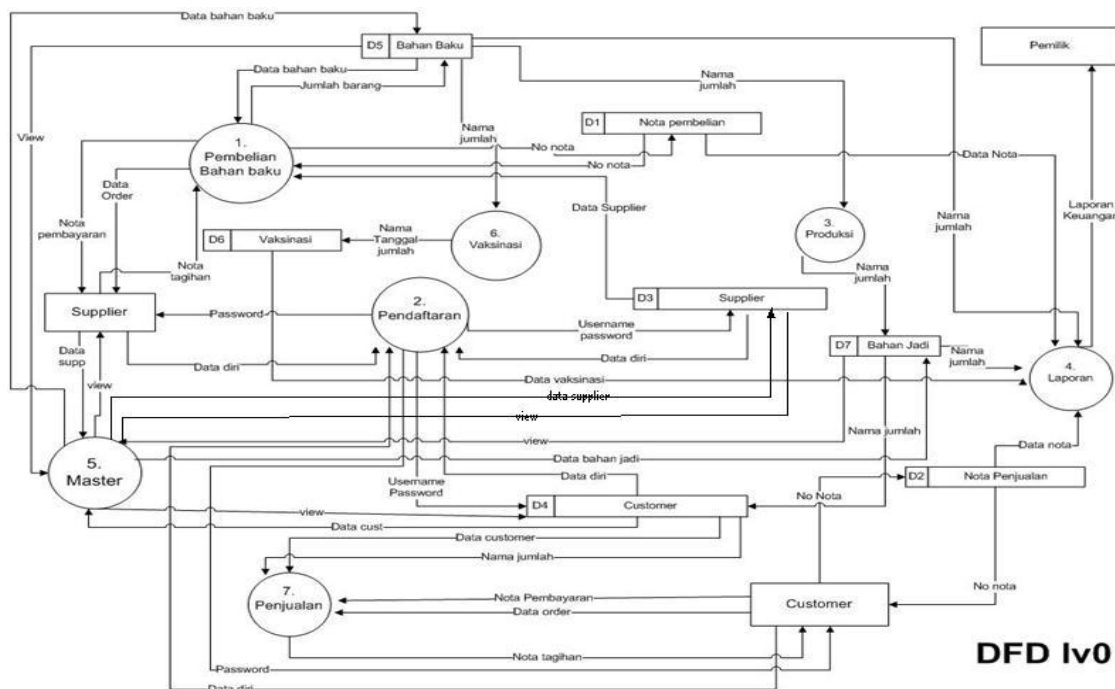 Data bahan baku
D5
Bahan Baku
Pemilik
Data bahan baku
Jumlah barang
Nama
jumlah
View
Nama
jumlah
D1
Nota pembelian
1.
Pembelian
Bahan baku
No nota
No nota
Data Nota
Data
Order
Data Supplier
Laporan
Keuangan
Nota
pembayaran
Nama
jumlah
3.
Produksi
D6
Vaksinasi
Nama
Tanggal
jumlah
6.
Vaksinasi
Nota
tagihan
Nama
jumlah
Supplier
2.
Pendaftaran
D3
Supplier
Password
Username
password
D7
Bahan Jadi
Data
supp
view
Data diri
Data diri
Nama
jumlah
4.
Laporan
Data vaksinasi
data supplier
view
Nama jumlah
view
Data nota
5.
Master
Data bahan jadi
Data diri
D2
Nota Penjualan
Username
Password
No Nota
view
D4
Customer
Data cust
Data customer
Nama jumlah
No nota
7.
Penjualan
Nota Pembayaran
Data order
Customer
Nota tagihan
DFD lv0
Password
Data diri